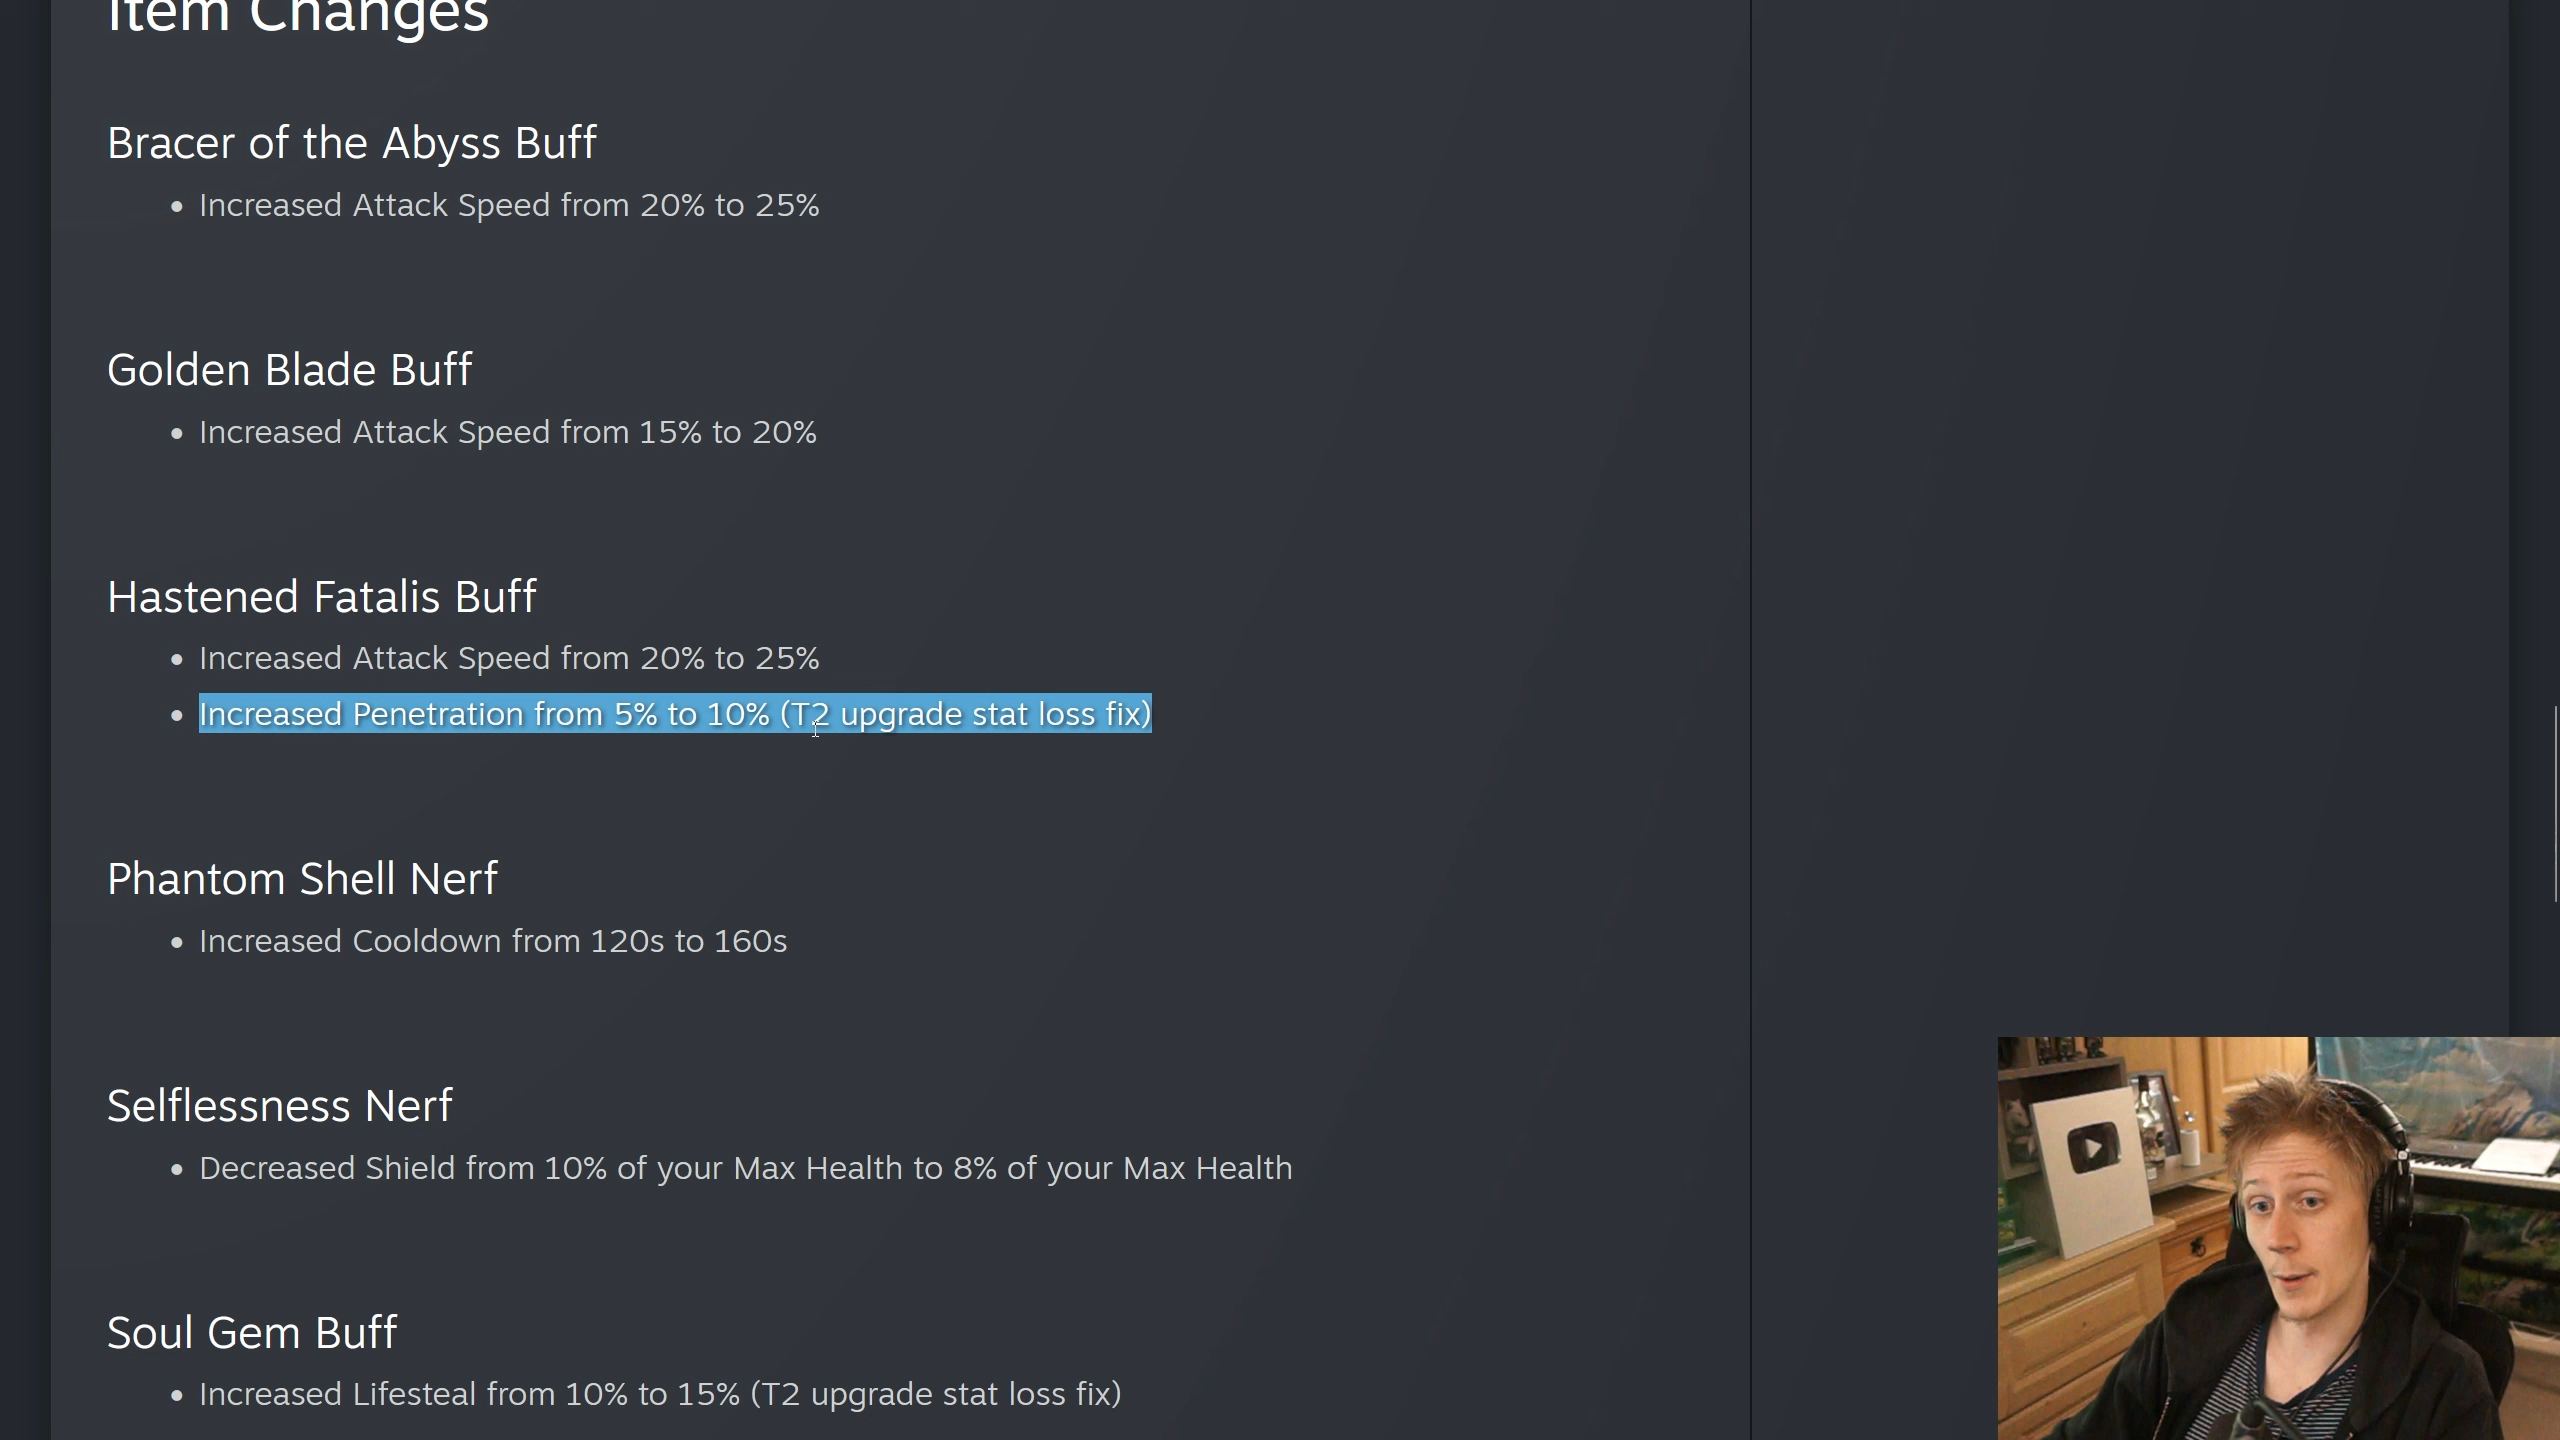 Item Changes
Bracer of the Abyss Buff
• Increased Attack Speed from 20% to 25%
Golden Blade Buff
• Increased Attack Speed from 15% to 20%
Hastened Fatalis Buff
• Increased Attack Speed from 20% to 25%
• Increased Penetration from 5% to 10% (T2 upgrade stat loss fix)
Phantom Shell Nerf
• Increased Cooldown from 120s to 160s
Selflessness Nerf
• Decreased Shield from 10% of your Max Health to 8% of your Max Health
Soul Gem Buff
• Increased Lifesteal from 10% to 15% (T2 upgrade stat loss fix)